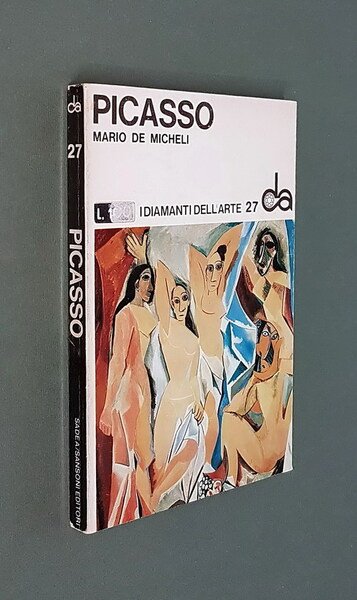 PICASSO
MARIO DE MICHELI
L.
I DIAMANTI DELL'ARTE 27 da
da
27
PICASSO
SADEA/SANSONI EDITORI